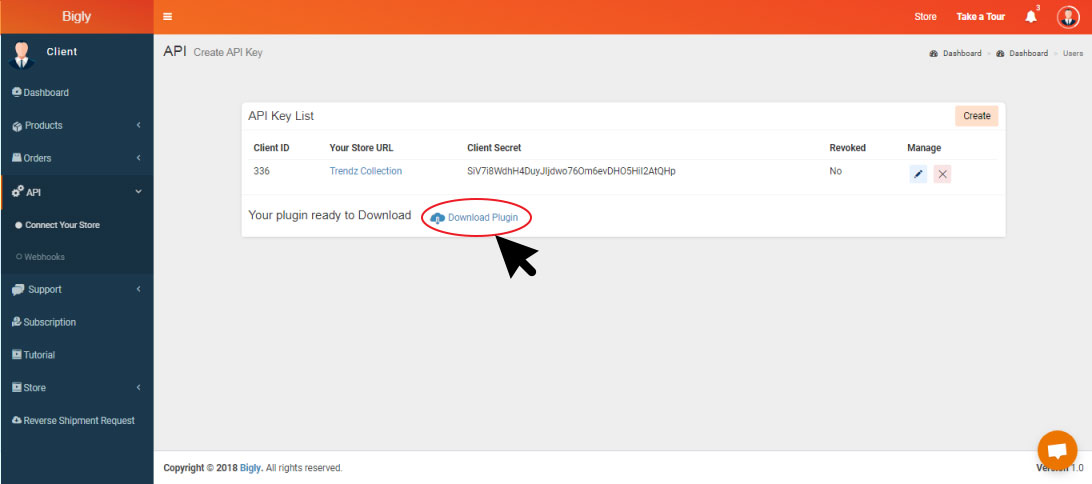 Bigly
Store Take a Tour 3
Client
API Create API Key
Dashboard - Dashboard - Users
Dashboard
Products
Orders
API
Connect Your Store
Webhooks
Support
Subscription
Tutorial
Store
Reverse Shipment Request
API Key List
Create
Client ID Your Store URL Client Secret Revoked Manage
336 Trendz Collection SiV7i8WdhH4DuyJIjdwo76Om6evDHO5HiI2AtQHp No
Your plugin ready to Download Download Plugin
Copyright © 2018 Bigly. All rights reserved.
Version 1.0